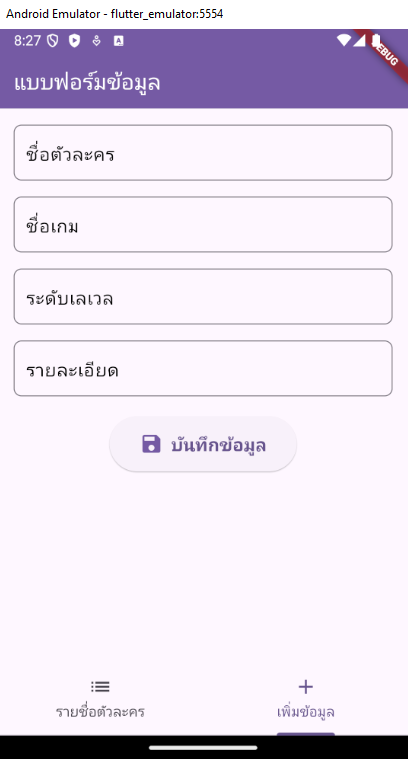 Android Emulator - flutter_emulator:5554
8:27
A
DEBUG
แบบฟอร์มข้อมูล
ชื่อตัวละคร
ชื่อเกม
ระดับเลเวล
รายละเอียด
บันทึกข้อมูล
รายชื่อตัวละคร
เพิ่มข้อมูล